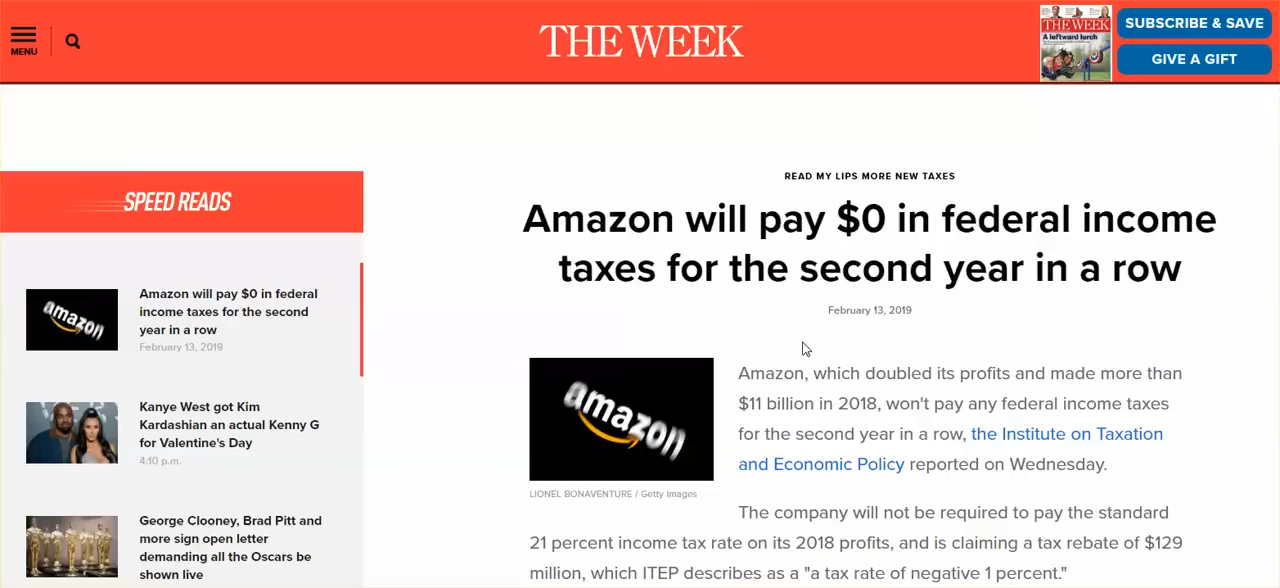 MENU
THE WEEK
THE WEEK
A leftward lurch
SUBSCRIBE & SAVE
GIVE A GIFT
SPEED READS
amazon
Amazon will pay $0 in federal
income taxes for the second
year in a row
February 13, 2019
Kanye West got Kim
Kardashian an actual Kenny G
for Valentine's Day
4:10 p.m.
George Clooney, Brad Pitt and
more sign open letter
demanding all the Oscars be
shown live
READ MY LIPS MORE NEW TAXES
Amazon will pay $0 in federal income
taxes for the second year in a row
February 13, 2019
amazon
LIONEL BONAVENTURE / Getty Images
Amazon, which doubled its profits and made more than
$11 billion in 2018, won't pay any federal income taxes
for the second year in a row, the Institute on Taxation
and Economic Policy reported on Wednesday.
The company will not be required to pay the standard
21 percent income tax rate on its 2018 profits, and is claiming a tax rebate of $129
million, which ITEP describes as a "a tax rate of negative 1 percent."